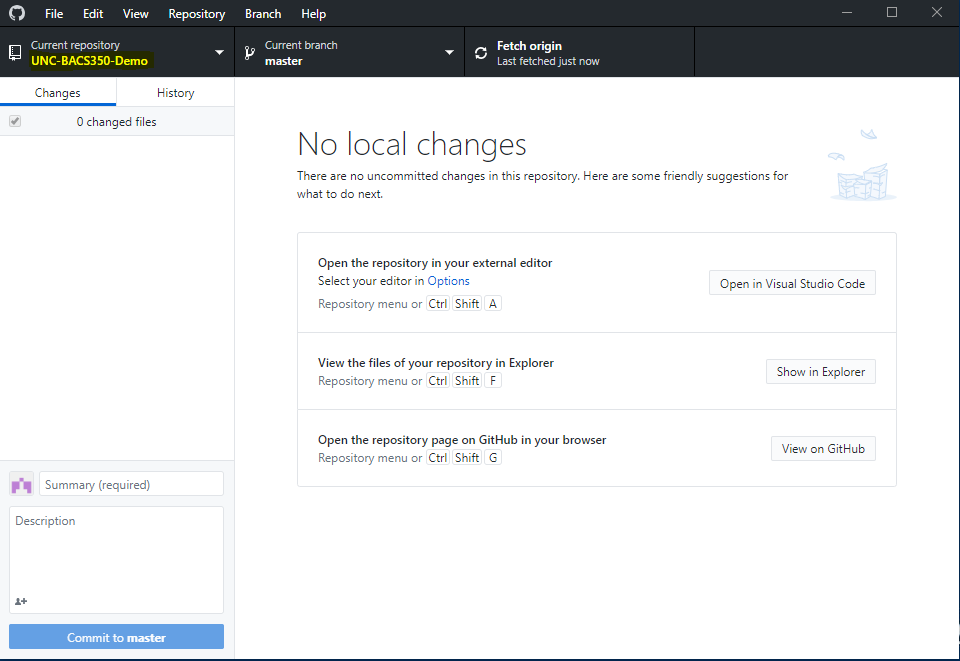 File Edit View Repository Branch Help
Current repository
UNC-BACS350-Demo
Current branch
master
Fetch origin
Last fetched just now
Changes History
0 changed files
No local changes
There are no uncommitted changes in this repository. Here are some friendly suggestions for
what to do next.
Open the repository in your external editor
Select your editor in Options
Repository menu or Ctrl Shift A
Open in Visual Studio Code
View the files of your repository in Explorer
Repository menu or Ctrl Shift F
Show in Explorer
Open the repository page on GitHub in your browser
Repository menu or Ctrl Shift G
View on GitHub
Summary (required)
Description
Commit to master